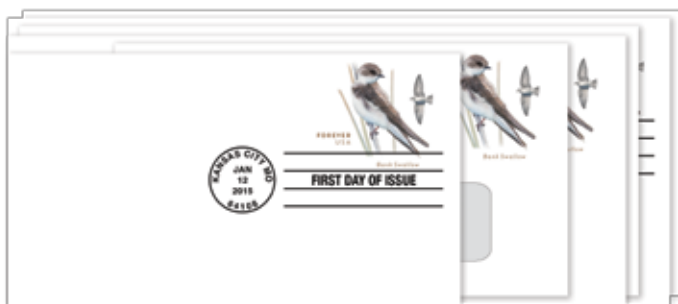 FOREVER
USA
Bank Swallow
Bank Swallow
KANSAS CITY MO
JAN
12
2015
64108
FIRST DAY OF ISSUE